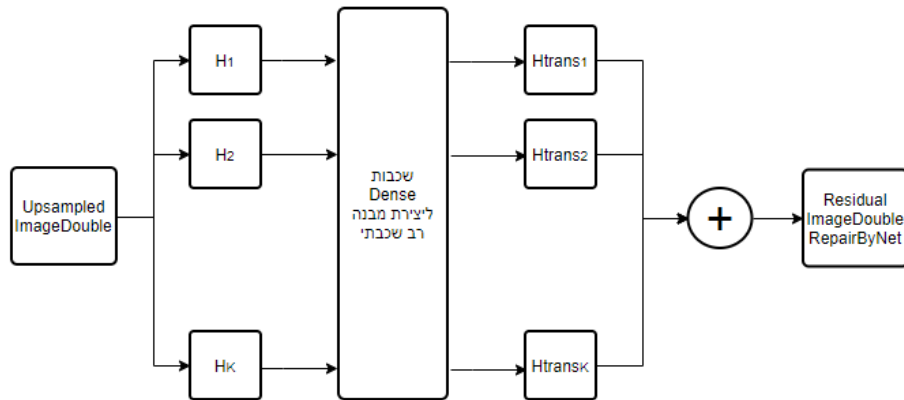 Upsampled
ImageDouble
H1
H2
HK
שכבות
Dense
ליצירת מבנה
רב שכבתי
Htrans1
Htrans2
HtransK
+
Residual
ImageDouble
RepairByNet